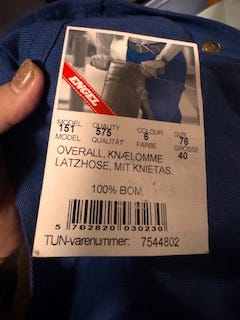 ENGEL
MODEL QUALITY COLOUR SIZE
151 575 6 76
MODEL QUALITÄT FARBE GRÖSSE
40
OVERALL, KNÆLOMME
LATZHOSE, MIT KNIETAS.
100% BOM.
5 702820 030230
TUN-varenummer: 7544802